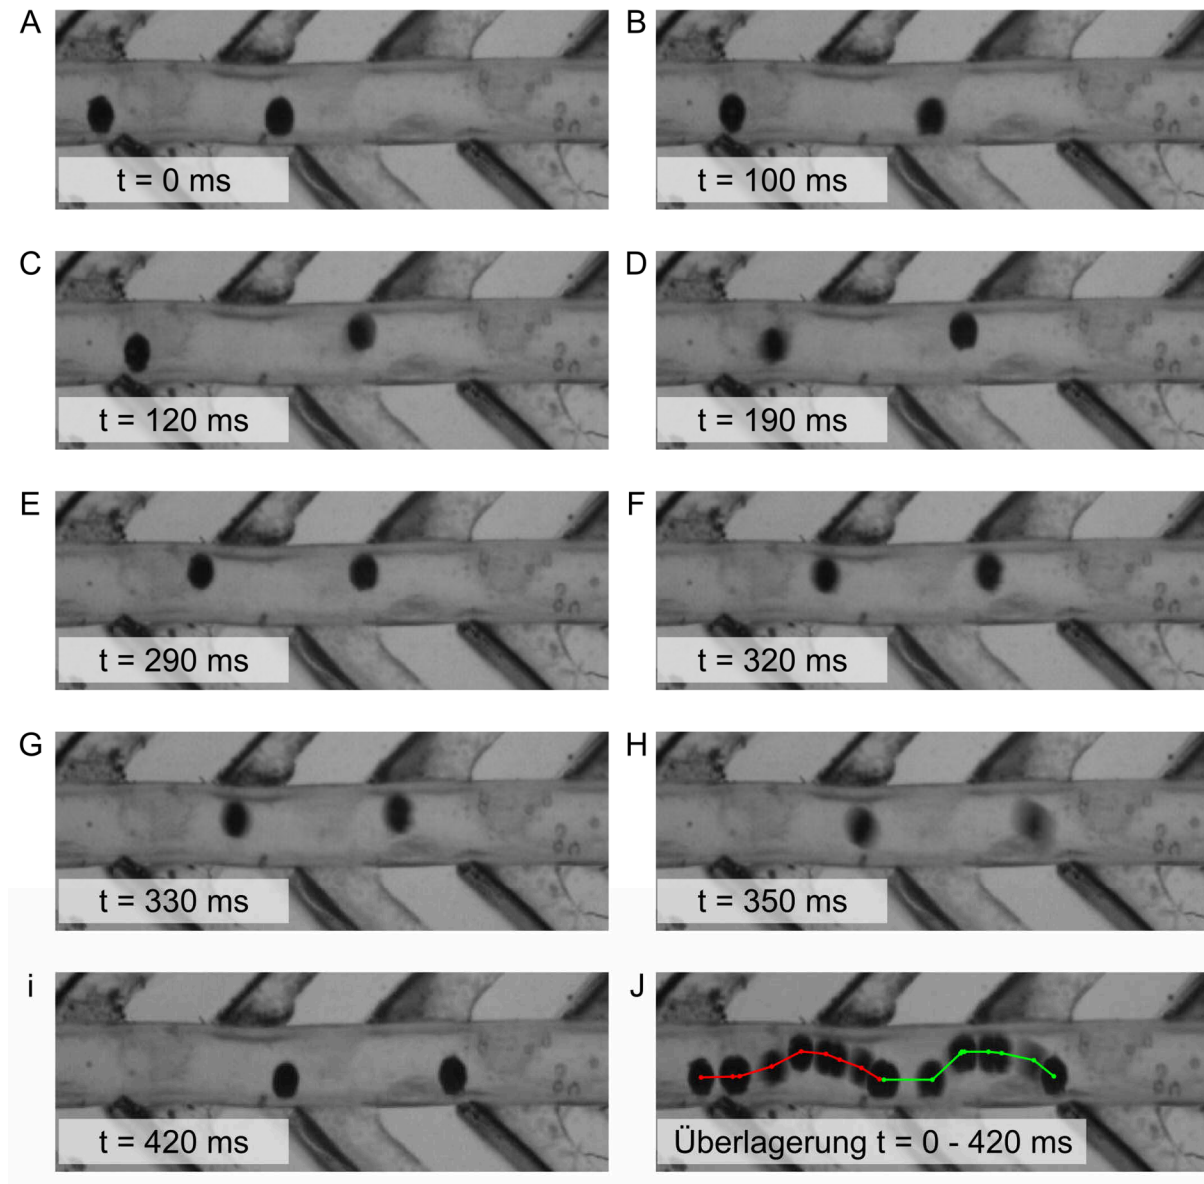 A
B
t = 0 ms
t = 100 ms
C
D
t = 120 ms
t = 190 ms
E
F
t = 290 ms
t = 320 ms
G
H
t = 330 ms
t = 350 ms
i
J
t = 420 ms
Überlagerung t = 0 - 420 ms